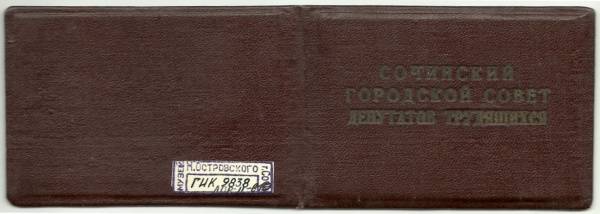 СОЧИНСКИЙ
ГОРОДСКОЙ СОВЕТ
ДЕПУТАТОВ ТРУДЯЩИХСЯ
МУЗЕЙ
Н.ОСТРОВСКОГО
ГИК 9838